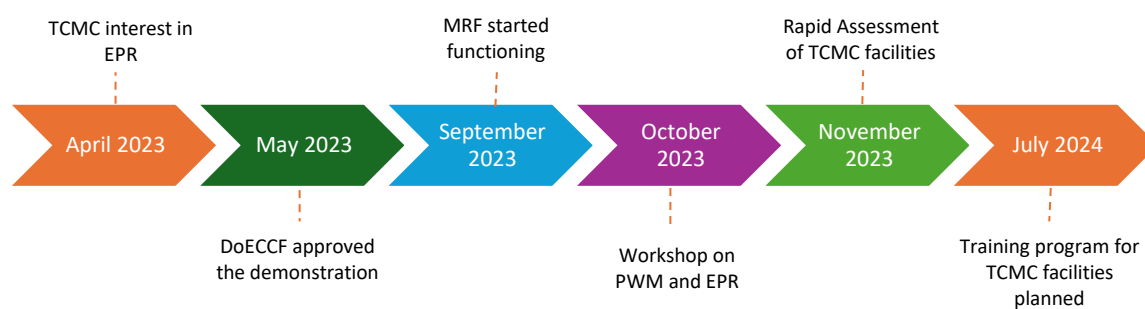 TCMC interest in
EPR
MRF started
functioning
Rapid Assessment
of TCMC facilities
April 2023
May 2023
September
2023
October
2023
November
2023
July 2024
DoECCF approved
the demonstration
Workshop on
PWM and EPR
Training program for
TCMC facilities
planned